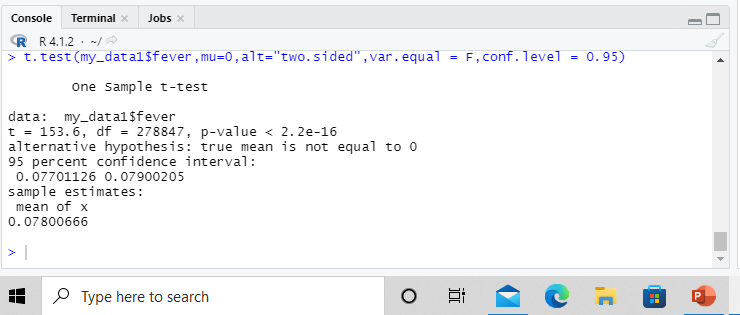 Console Terminal × Jobs ×
R 4.1.2 · ~/
> t.test(my_data1$fever,mu=0,alt="two.sided",var.equal = F,conf.level = 0.95)
One Sample t-test
data:  my_data1$fever
t = 153.6, df = 278847, p-value < 2.2e-16
alternative hypothesis: true mean is not equal to 0
95 percent confidence interval:
 0.07701126 0.07900205
sample estimates:
 mean of x
0.07800666
>
Type here to search